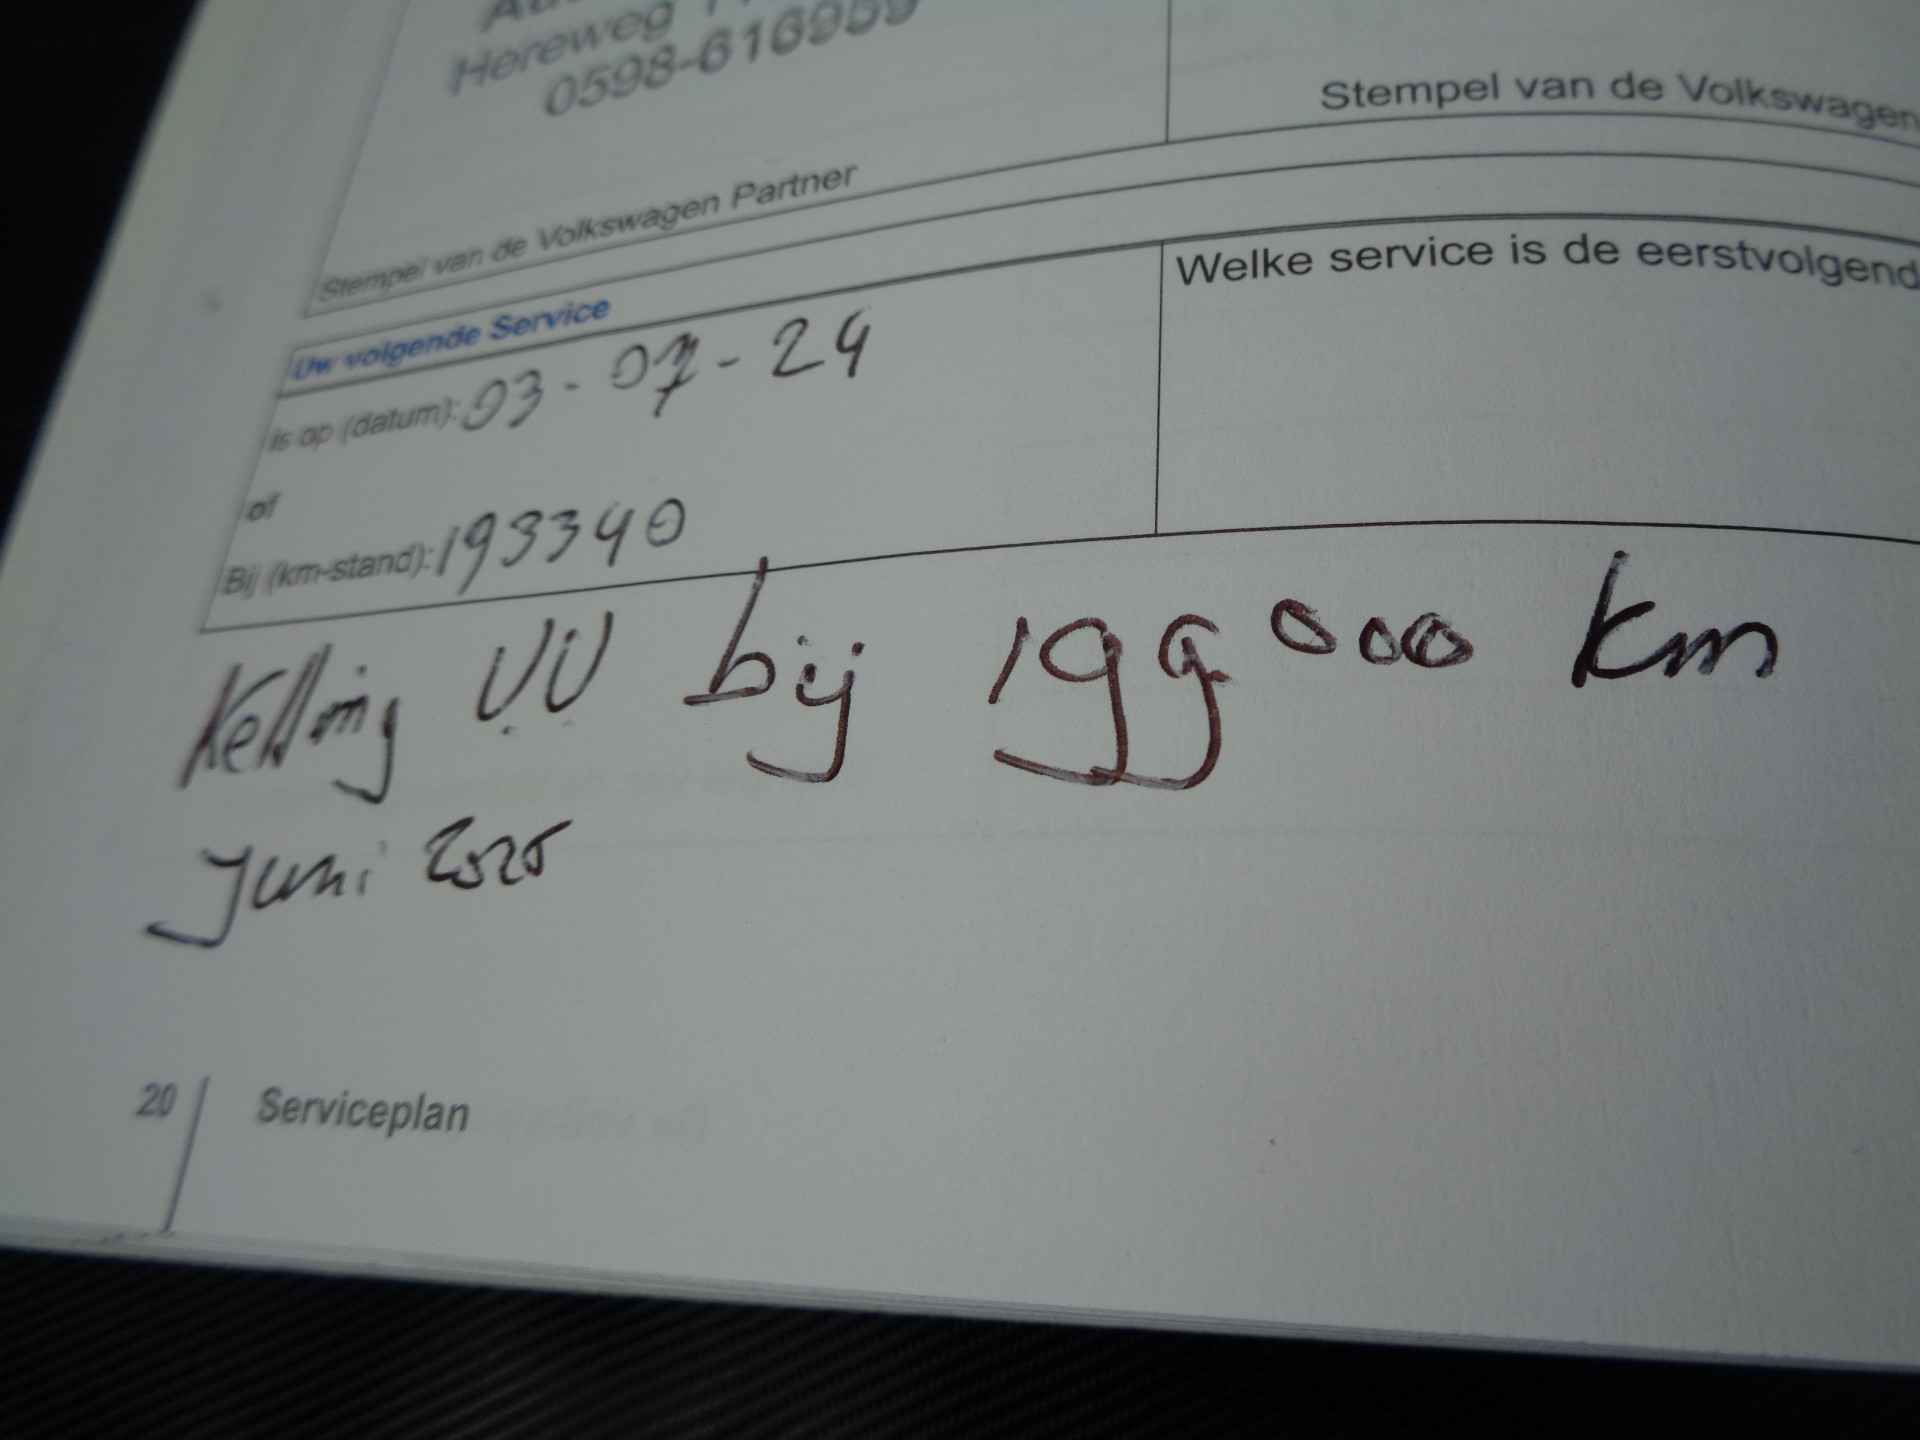 Hereweg
0598-616959
Stempel van de Volkswagen
Stempel van de Volkswagen Partner
Uw volgende Service
Welke service is de eerstvolgend
Is op (datum): 03-07-24
of
Bij (km-stand): 193340
bij 199000 km
Juni 2025
20 Serviceplan